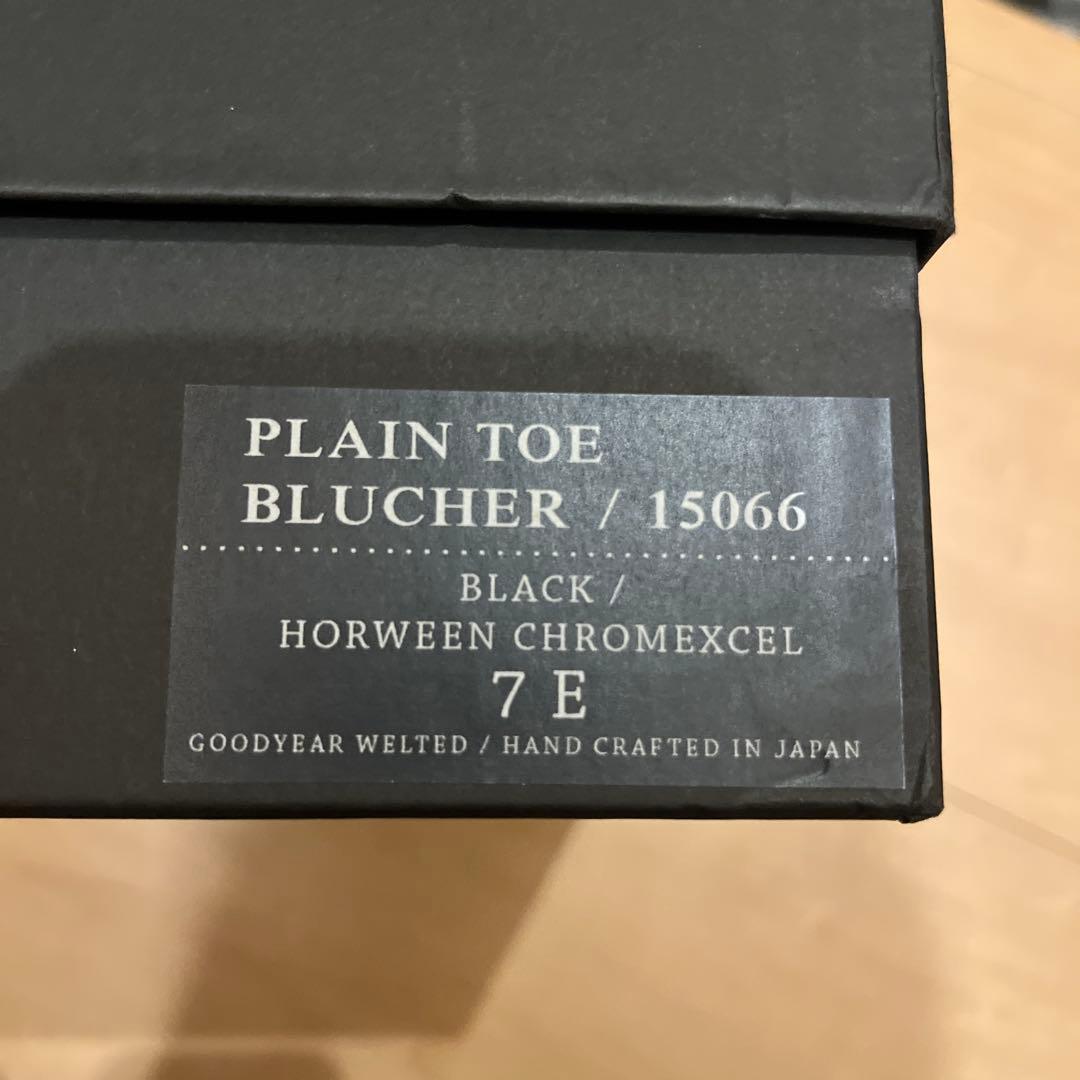 PLAIN TOE
BLUCHER / 15066
BLACK /
HORWEEN CHROMEXCEL
7 E
GOODYEAR WELTED / HAND CRAFTED IN JAPAN